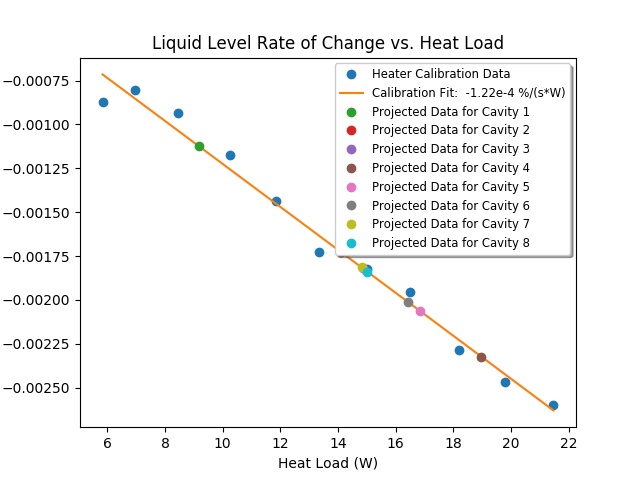 Liquid Level Rate of Change vs. Heat Load
Heater Calibration Data
Calibration Fit:  -1.22e-4 %/(s*W)
Projected Data for Cavity 1
Projected Data for Cavity 2
Projected Data for Cavity 3
Projected Data for Cavity 4
Projected Data for Cavity 5
Projected Data for Cavity 6
Projected Data for Cavity 7
Projected Data for Cavity 8
−0.00075
−0.00100
−0.00125
−0.00150
−0.00175
−0.00200
−0.00225
−0.00250
6 8 10 12 14 16 18 20 22
Heat Load (W)